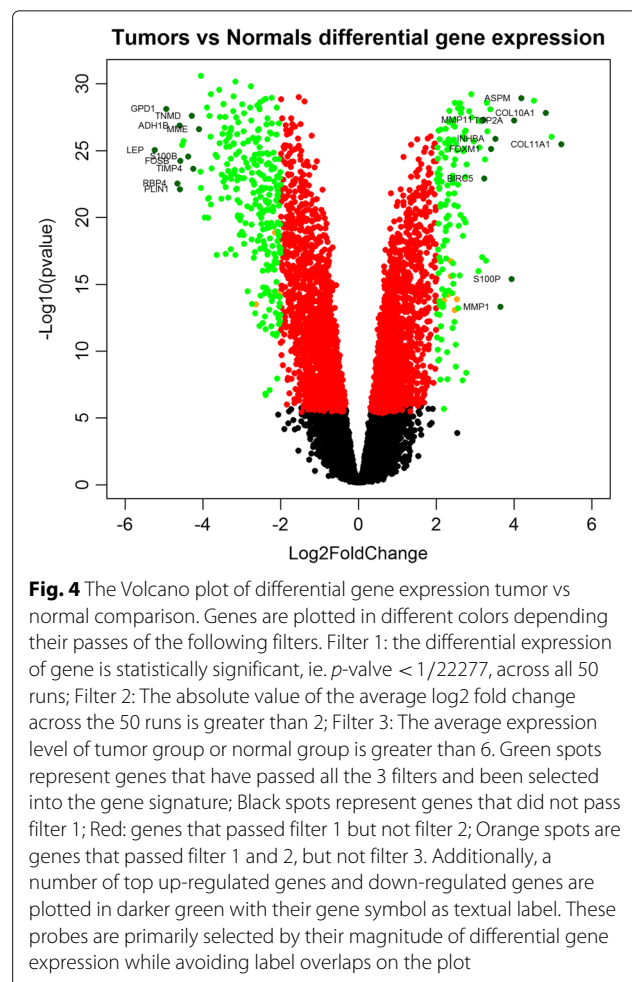 Tumors vs Normals differential gene expression
30
25
20
15
10
5
0
-Log10(pvalue)
GPD1
TNMD
ADH1B
MME
LEP
S100B
FOSB
TIMP4
RBP4
PLIN1
ASPM
COL10A1
MMP11
TOP2A
INHBA
COL11A1
FOXM1
BIRC5
S100P
MMP1
-6 -4 -2 0 2 4 6
Log2FoldChange
Fig. 4 The Volcano plot of differential gene expression tumor vs
normal comparison. Genes are plotted in different colors depending
their passes of the following filters. Filter 1: the differential expression
of gene is statistically significant, ie. p-valve < 1/22277, across all 50
runs; Filter 2: The absolute value of the average log2 fold change
across the 50 runs is greater than 2; Filter 3: The average expression
level of tumor group or normal group is greater than 6. Green spots
represent genes that have passed all the 3 filters and been selected
into the gene signature; Black spots represent genes that did not pass
filter 1; Red: genes that passed filter 1 but not filter 2; Orange spots are
genes that passed filter 1 and 2, but not filter 3. Additionally, a
number of top up-regulated genes and down-regulated genes are
plotted in darker green with their gene symbol as textual label. These
probes are primarily selected by their magnitude of differential gene
expression while avoiding label overlaps on the plot